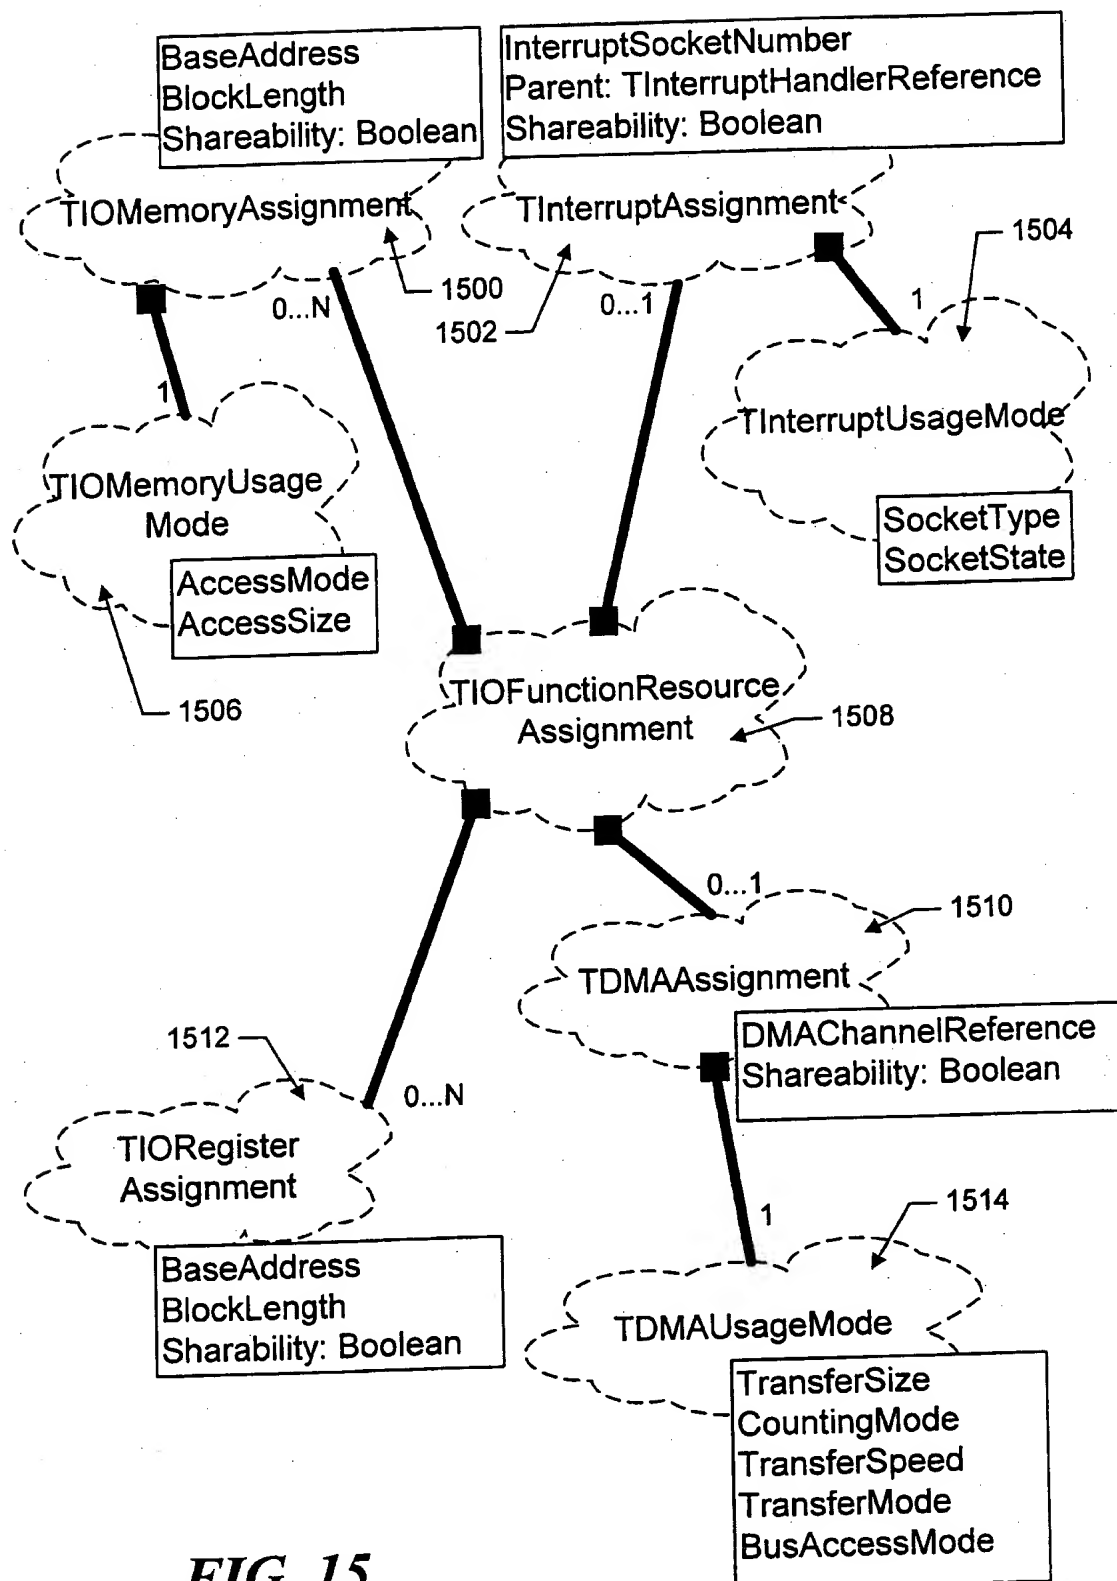 BaseAddress
BlockLength
Shareability: Boolean
InterruptSocketNumber
Parent: TInterruptHandlerReference
Shareability: Boolean
TIOMemoryAssignment
TInterruptAssignment
1504
1500
0...N
0...1
1502
1
1
TInterruptUsageMode
TIOMemoryUsage
Mode
SocketType
SocketState
AccessMode
AccessSize
1506
TIOFunctionResource
Assignment
1508
0...1
1510
TDMAAssignment
DMAChannelReference
Shareability: Boolean
1512
0...N
TIORegister
Assignment
1
1514
BaseAddress
BlockLength
Sharability: Boolean
TDMAUsageMode
TransferSize
CountingMode
TransferSpeed
TransferMode
BusAccessMode
FIG. 15